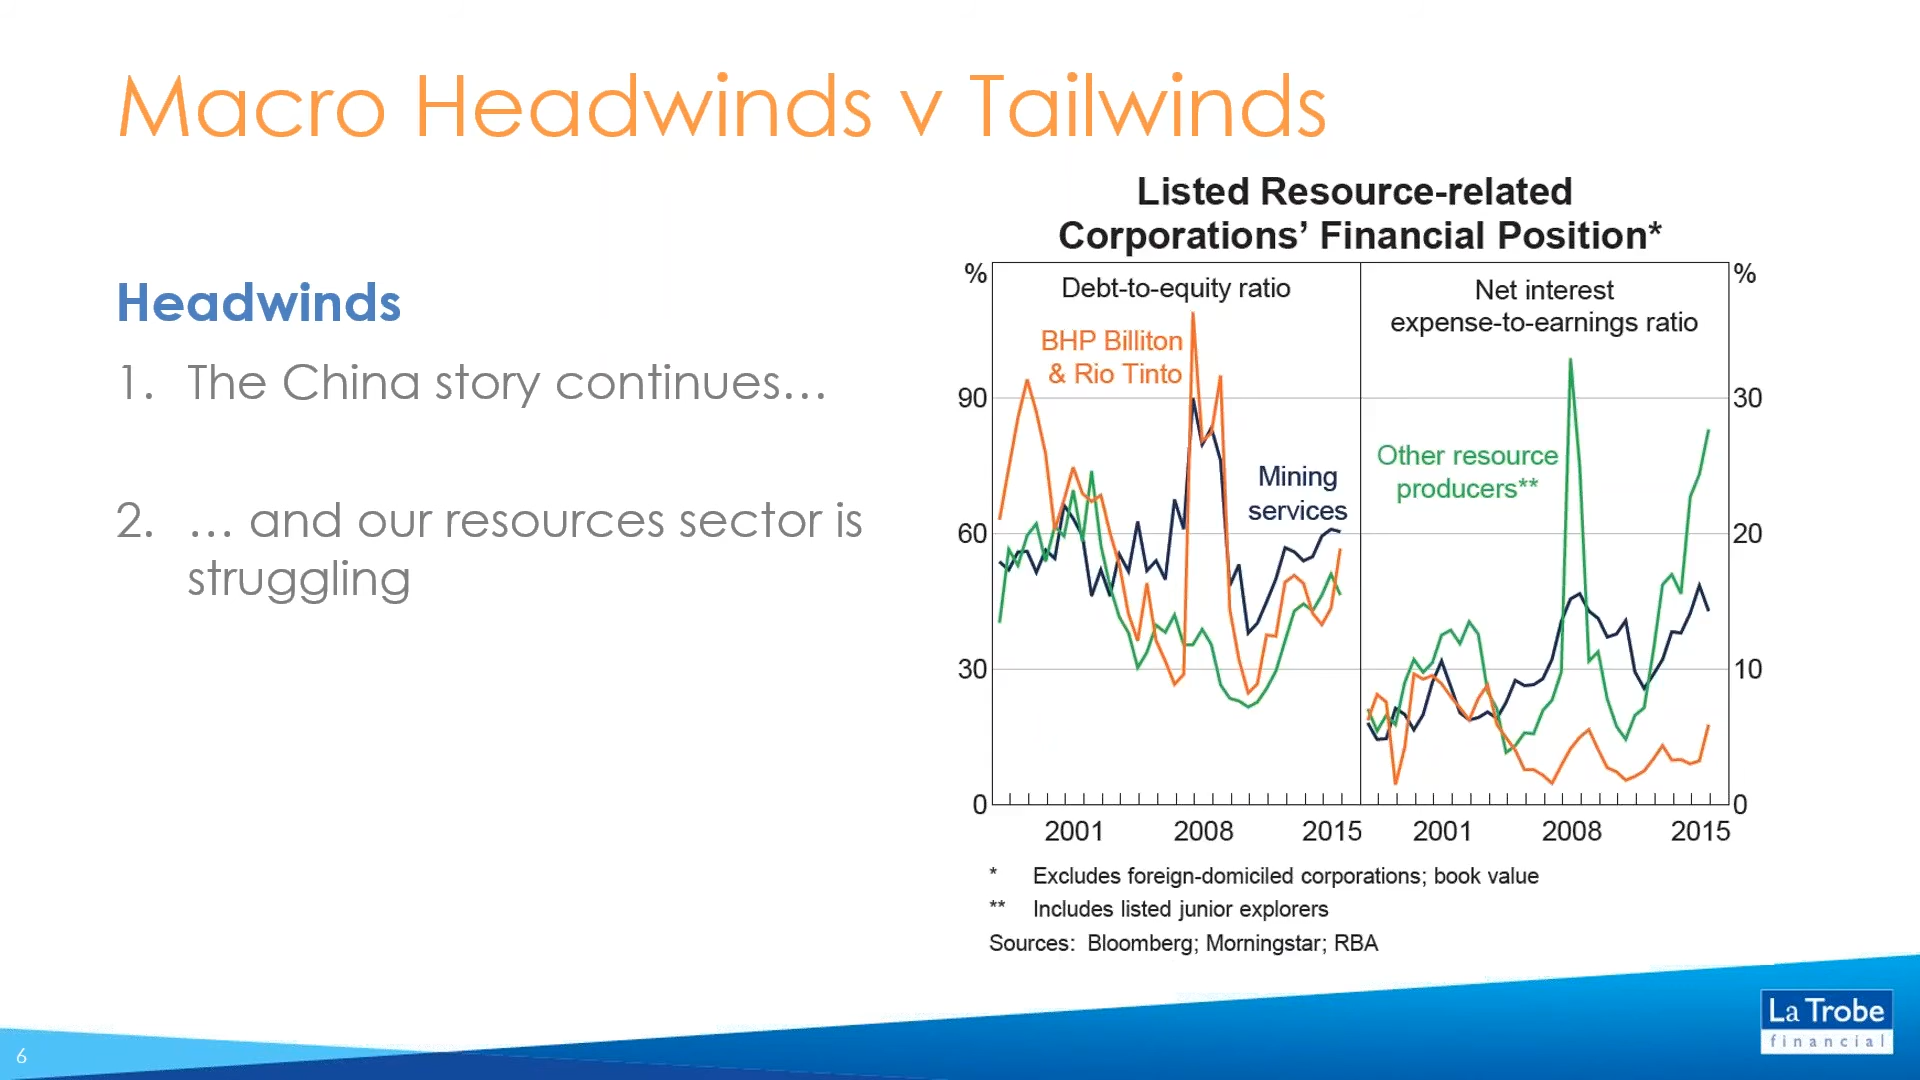 Macro Headwinds v Tailwinds
Headwinds
1. The China story continues…
2. … and our resources sector is
struggling
Listed Resource-related
Corporations’ Financial Position*
%
Debt-to-equity ratio
BHP Billiton
& Rio Tinto
Mining
services
90
60
30
0
2001 2008 2015
%
Net interest
expense-to-earnings ratio
Other resource
producers**
30
20
10
0
2001 2008 2015
* Excludes foreign-domiciled corporations; book value
** Includes listed junior explorers
Sources: Bloomberg; Morningstar; RBA
La Trobe
financial
6